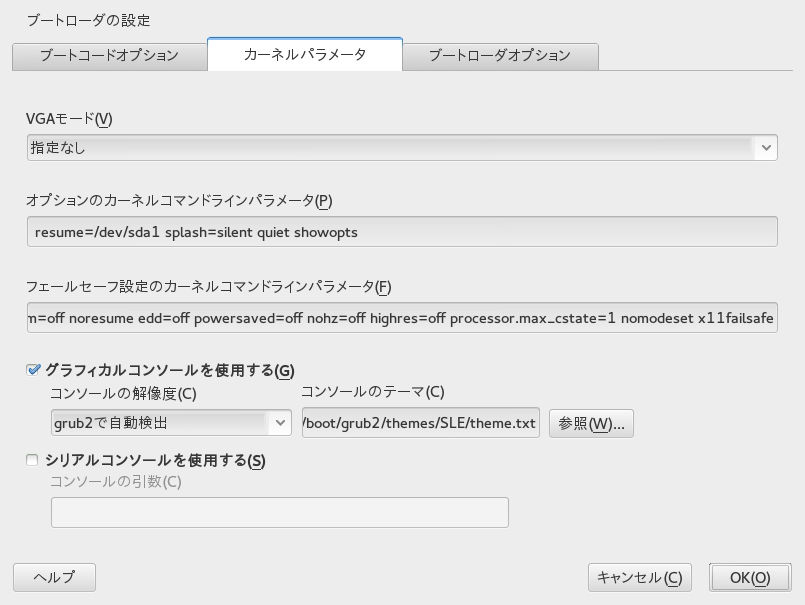 ブートローダの設定
ブートコードオプション カーネルパラメータ ブートローダオプション
VGAモード(V)
指定なし
オプションのカーネルコマンドラインパラメータ(P)
resume=/dev/sda1 splash=silent quiet showopts
フェールセーフ設定のカーネルコマンドラインパラメータ(F)
m=off noresume edd=off powersaved=off nohz=off highres=off processor.max_cstate=1 nomodeset x11failsafe
グラフィカルコンソールを使用する(G)
コンソールの解像度(C) コンソールのテーマ(C)
grub2で自動検出 /boot/grub2/themes/SLE/theme.txt 参照(W)...
シリアルコンソールを使用する(S)
コンソールの引数(C)
ヘルプ キャンセル(C) OK(O)